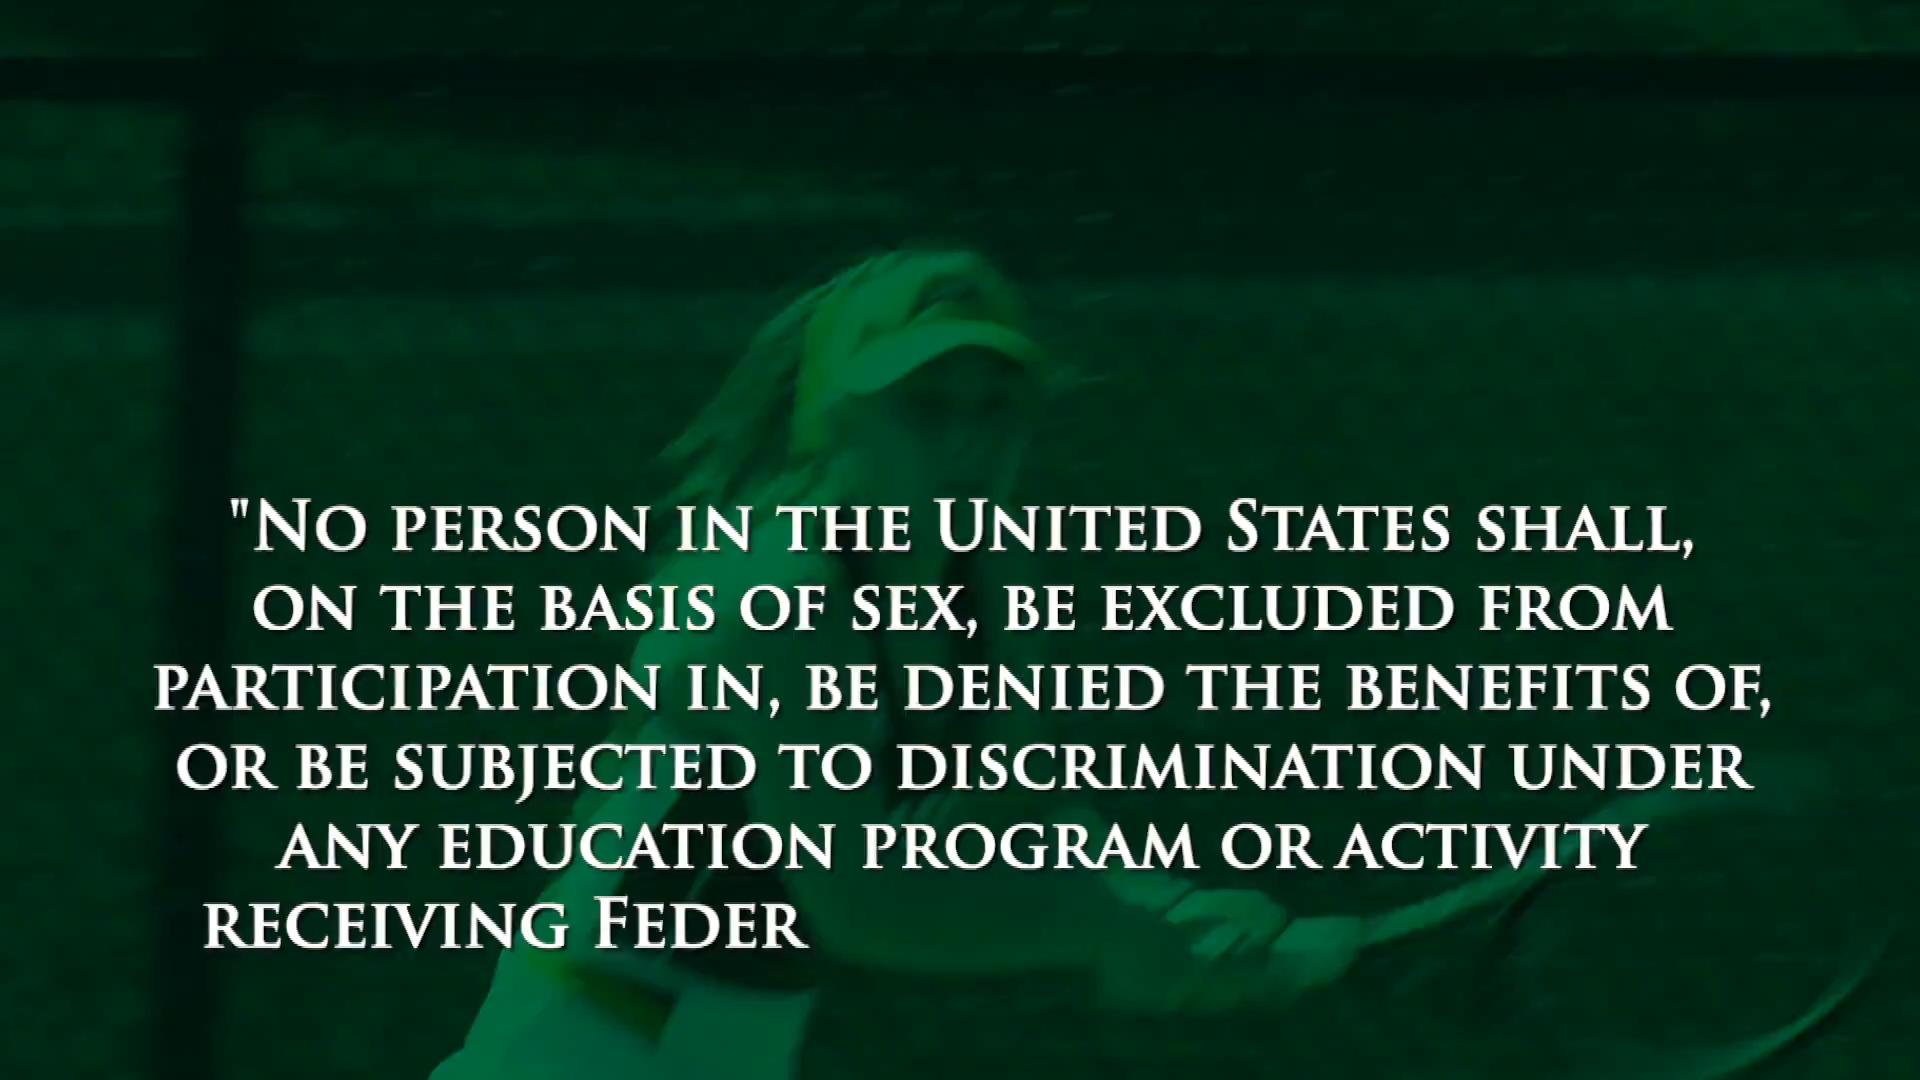 "No person in the United States shall,
on the basis of sex, be excluded from
participation in, be denied the benefits of,
or be subjected to discrimination under
any education program or activity
receiving Feder